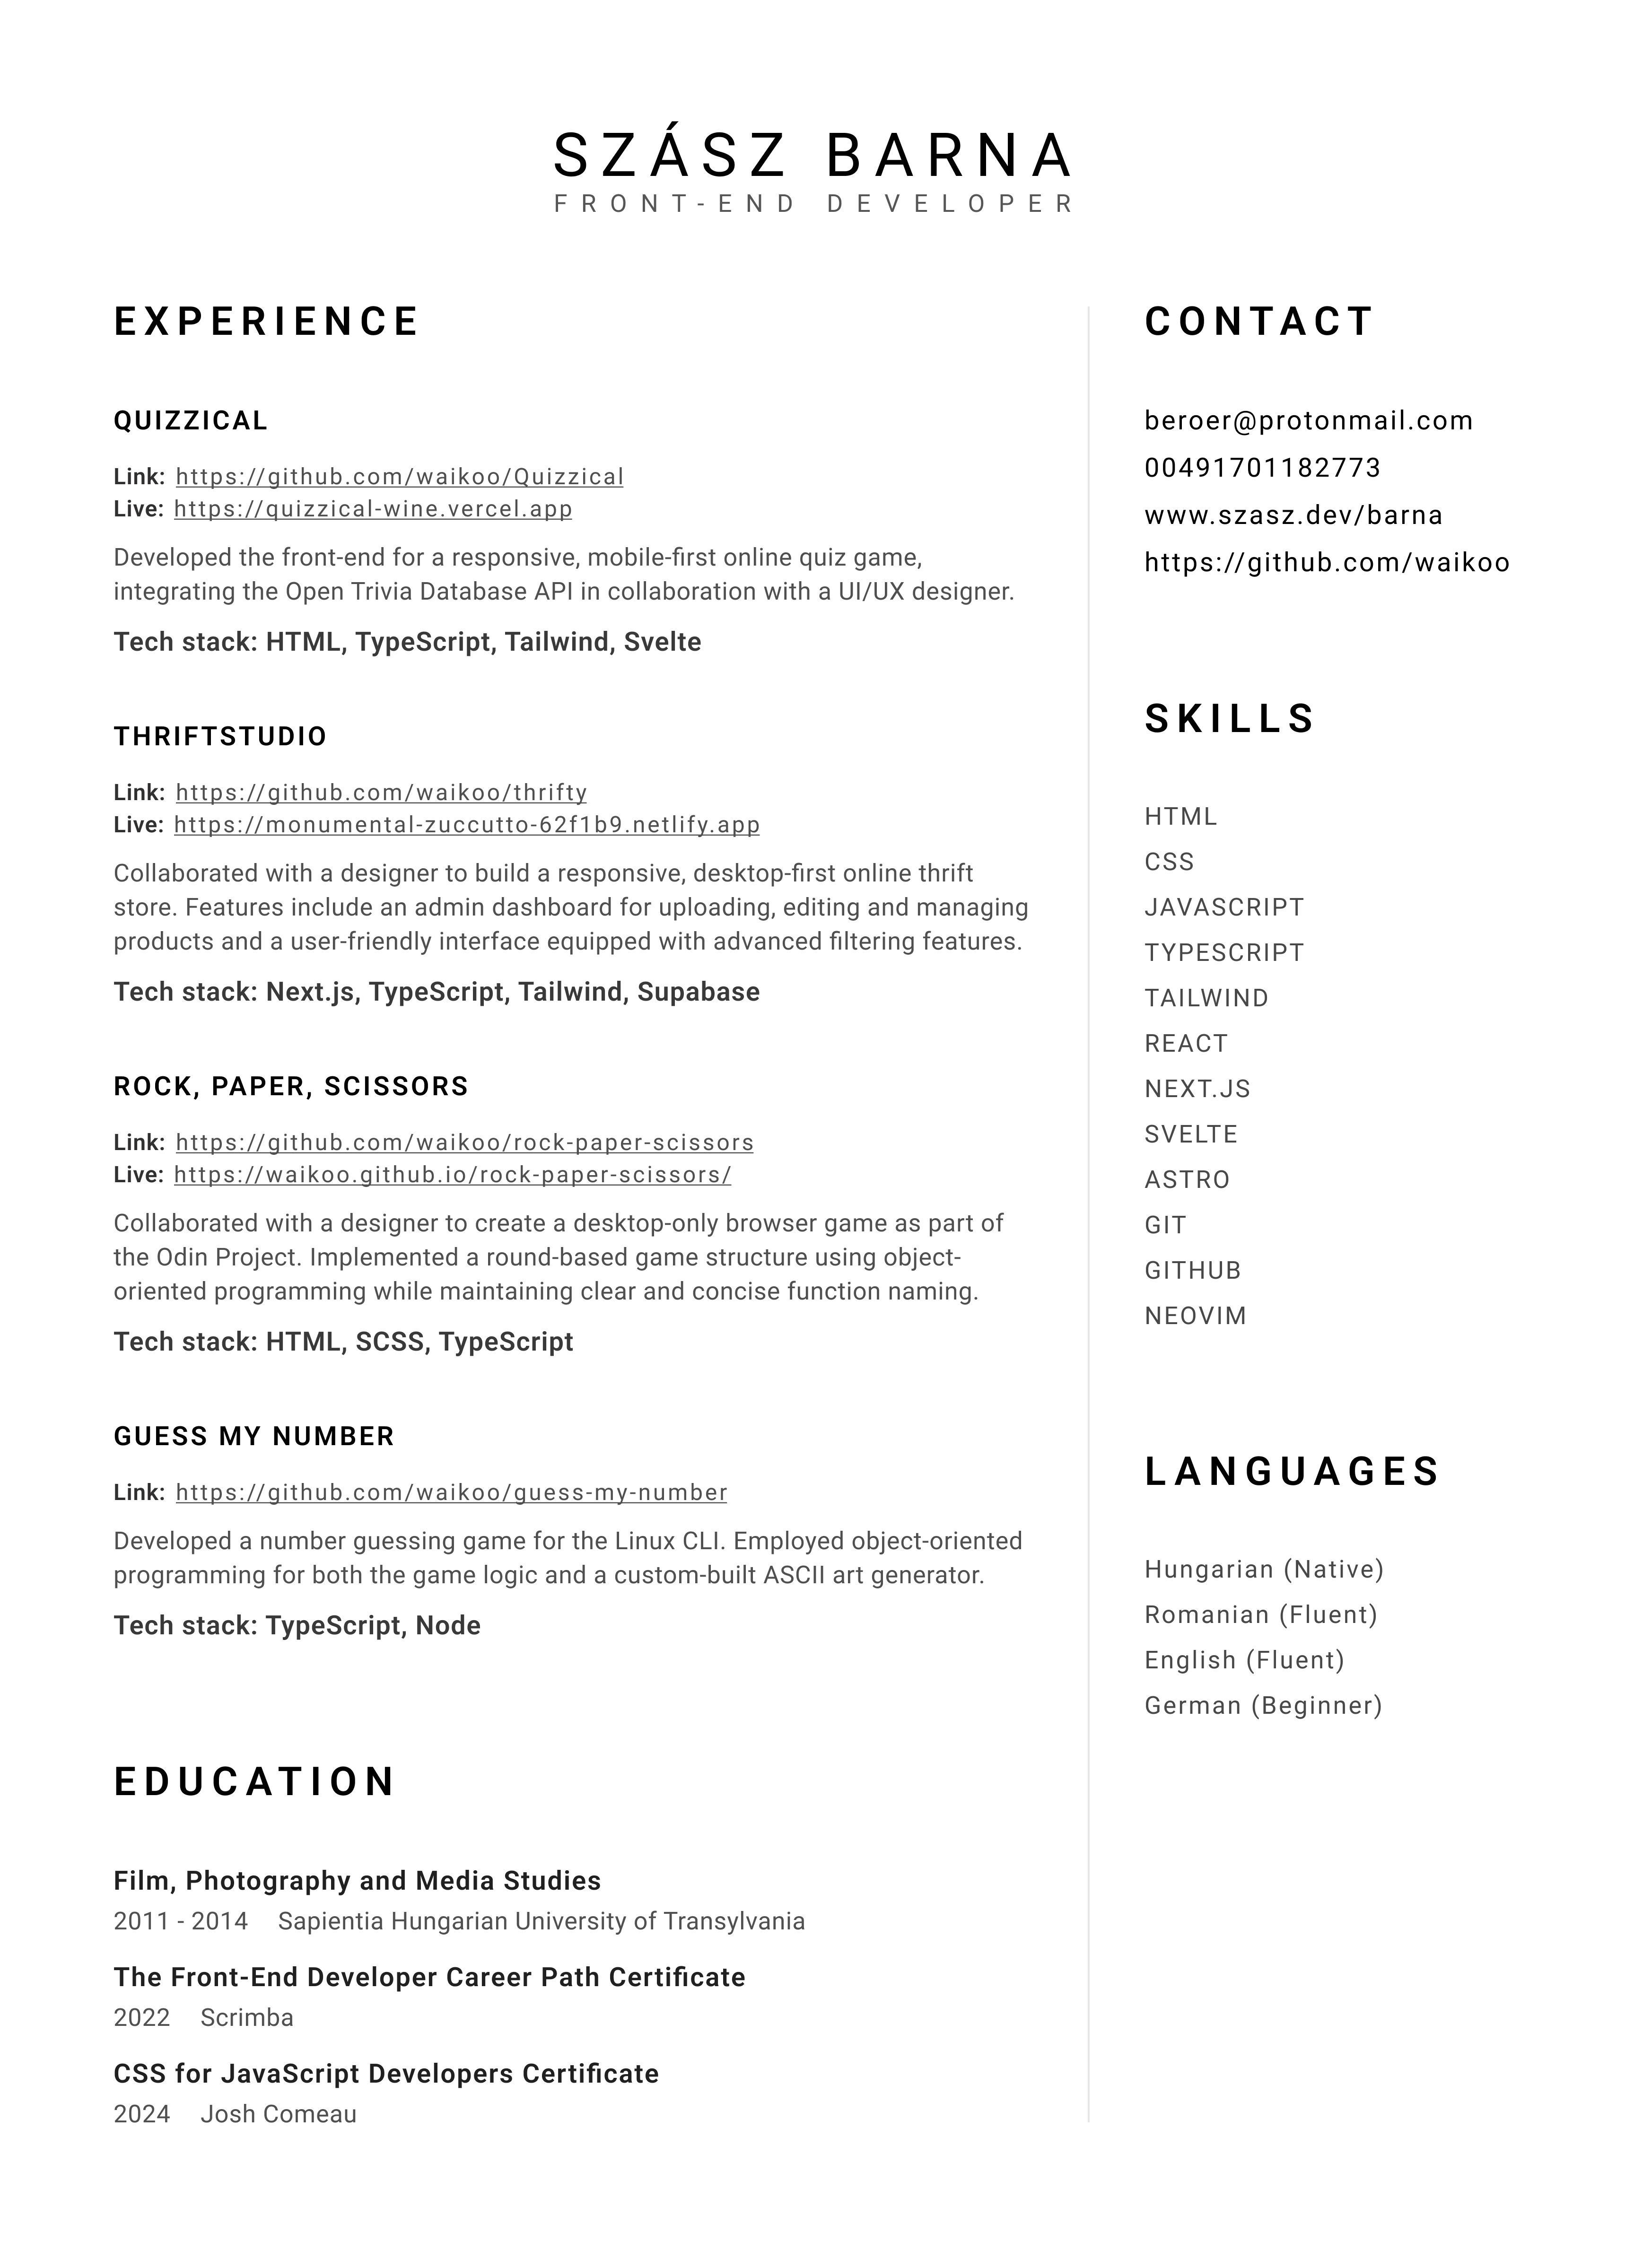 SZÁSZ BARNA
FRONT-END DEVELOPER
EXPERIENCE
QUIZZICAL
Link: https://github.com/waikoo/Quizzical
Live: https://quizzical-wine.vercel.app
Developed the front-end for a responsive, mobile-first online quiz game,
integrating the Open Trivia Database API in collaboration with a UI/UX designer.
Tech stack: HTML, TypeScript, Tailwind, Svelte
THRIFTSTUDIO
Link: https://github.com/waikoo/thrifty
Live: https://monumental-zuccutto-62f1b9.netlify.app
Collaborated with a designer to build a responsive, desktop-first online thrift
store. Features include an admin dashboard for uploading, editing and managing
products and a user-friendly interface equipped with advanced filtering features.
Tech stack: Next.js, TypeScript, Tailwind, Supabase
ROCK, PAPER, SCISSORS
Link: https://github.com/waikoo/rock-paper-scissors
Live: https://waikoo.github.io/rock-paper-scissors/
Collaborated with a designer to create a desktop-only browser game as part of
the Odin Project. Implemented a round-based game structure using object-
oriented programming while maintaining clear and concise function naming.
Tech stack: HTML, SCSS, TypeScript
GUESS MY NUMBER
Link: https://github.com/waikoo/guess-my-number
Developed a number guessing game for the Linux CLI. Employed object-oriented
programming for both the game logic and a custom-built ASCII art generator.
Tech stack: TypeScript, Node
EDUCATION
Film, Photography and Media Studies
2011 - 2014 Sapientia Hungarian University of Transylvania
The Front-End Developer Career Path Certificate
2022 Scrimba
CSS for JavaScript Developers Certificate
2024 Josh Comeau
CONTACT
beroer@protonmail.com
00491701182773
www.szasz.dev/barna
https://github.com/waikoo
SKILLS
HTML
CSS
JAVASCRIPT
TYPESCRIPT
TAILWIND
REACT
NEXT.JS
SVELTE
ASTRO
GIT
GITHUB
NEOVIM
LANGUAGES
Hungarian (Native)
Romanian (Fluent)
English (Fluent)
German (Beginner)